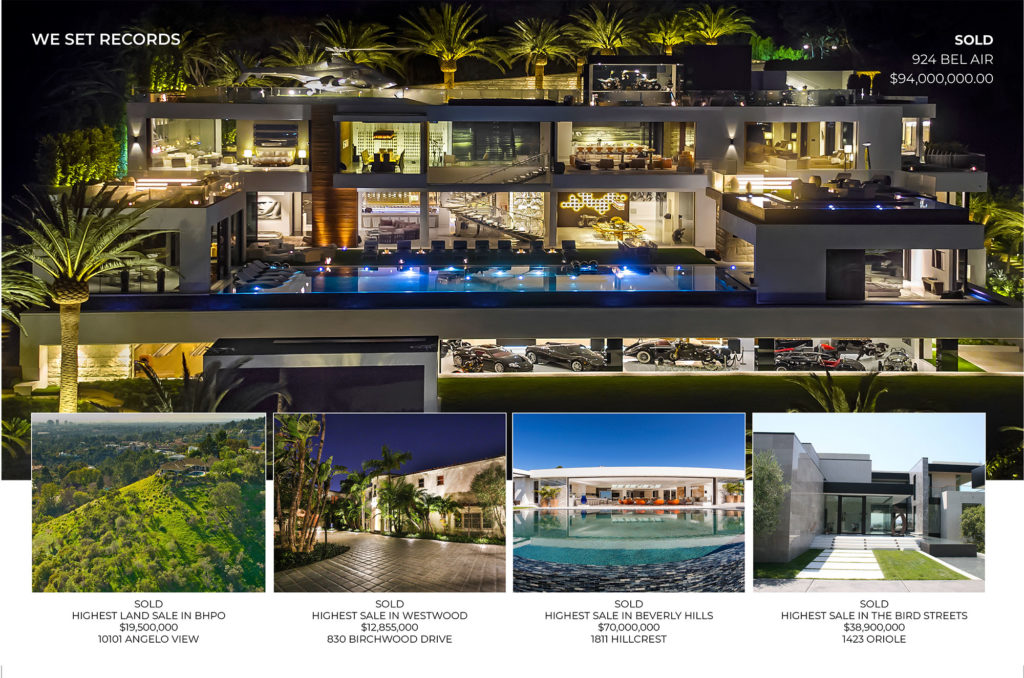 WE SET RECORDS
SOLD
924 BEL AIR
$94,000,000.00
SOLD
HIGHEST LAND SALE IN BHPO
$19,500,000
10101 ANGELO VIEW
SOLD
HIGHEST SALE IN WESTWOOD
$12,855,000
830 BIRCHWOOD DRIVE
SOLD
HIGHEST SALE IN BEVERLY HILLS
$70,000,000
1811 HILLCREST
SOLD
HIGHEST SALE IN THE BIRD STREETS
$38,900,000
1423 ORIOLE